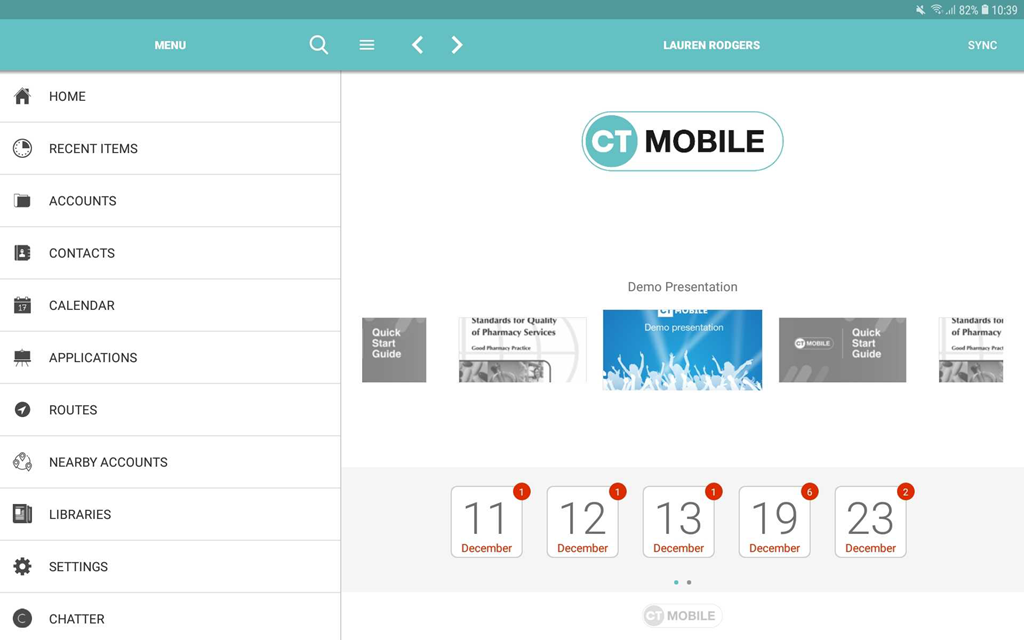 82% 10:39
MENU
LAUREN RODGERS
SYNC
HOME
RECENT ITEMS
ACCOUNTS
CONTACTS
17
CALENDAR
APPLICATIONS
ROUTES
NEARBY ACCOUNTS
LIBRARIES
SETTINGS
C
CHATTER
CT MOBILE
Demo Presentation
Quick
Start
Guide
Standards for Quality
of Pharmacy Services
Good Pharmacy Practice
CT MOBILE
Demo presentation
CT MOBILE
Quick
Start
Guide
Standards for
of Pharmacy
Good Pharmacy Pract
11
December
1
12
December
1
13
December
1
19
December
6
23
December
2
CT MOBILE